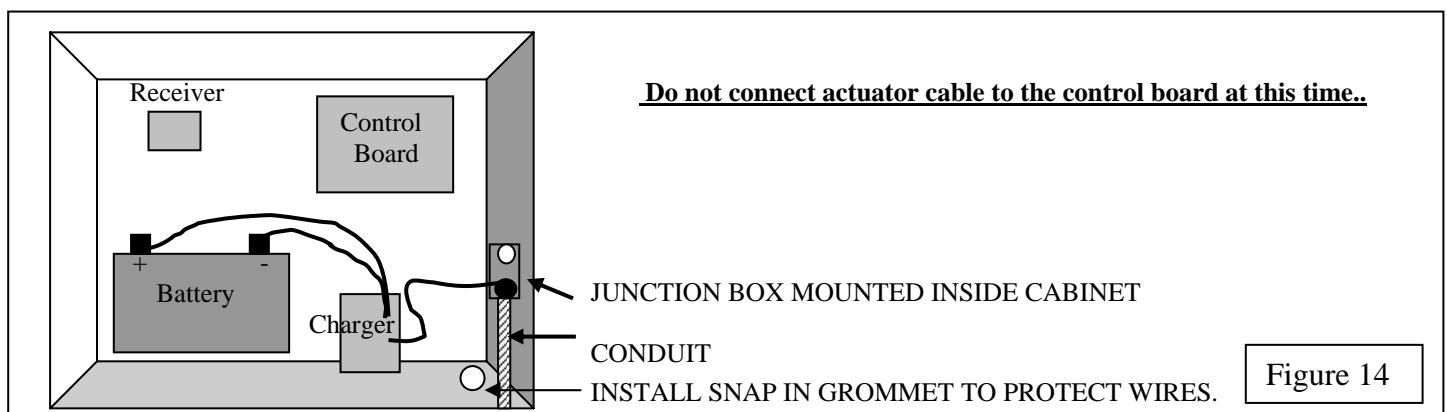 Receiver
Control
Board
Do not connect actuator cable to the control board at this time..
+
-
Battery
Charger
JUNCTION BOX MOUNTED INSIDE CABINET
CONDUIT
INSTALL SNAP IN GROMMET TO PROTECT WIRES.
Figure 14